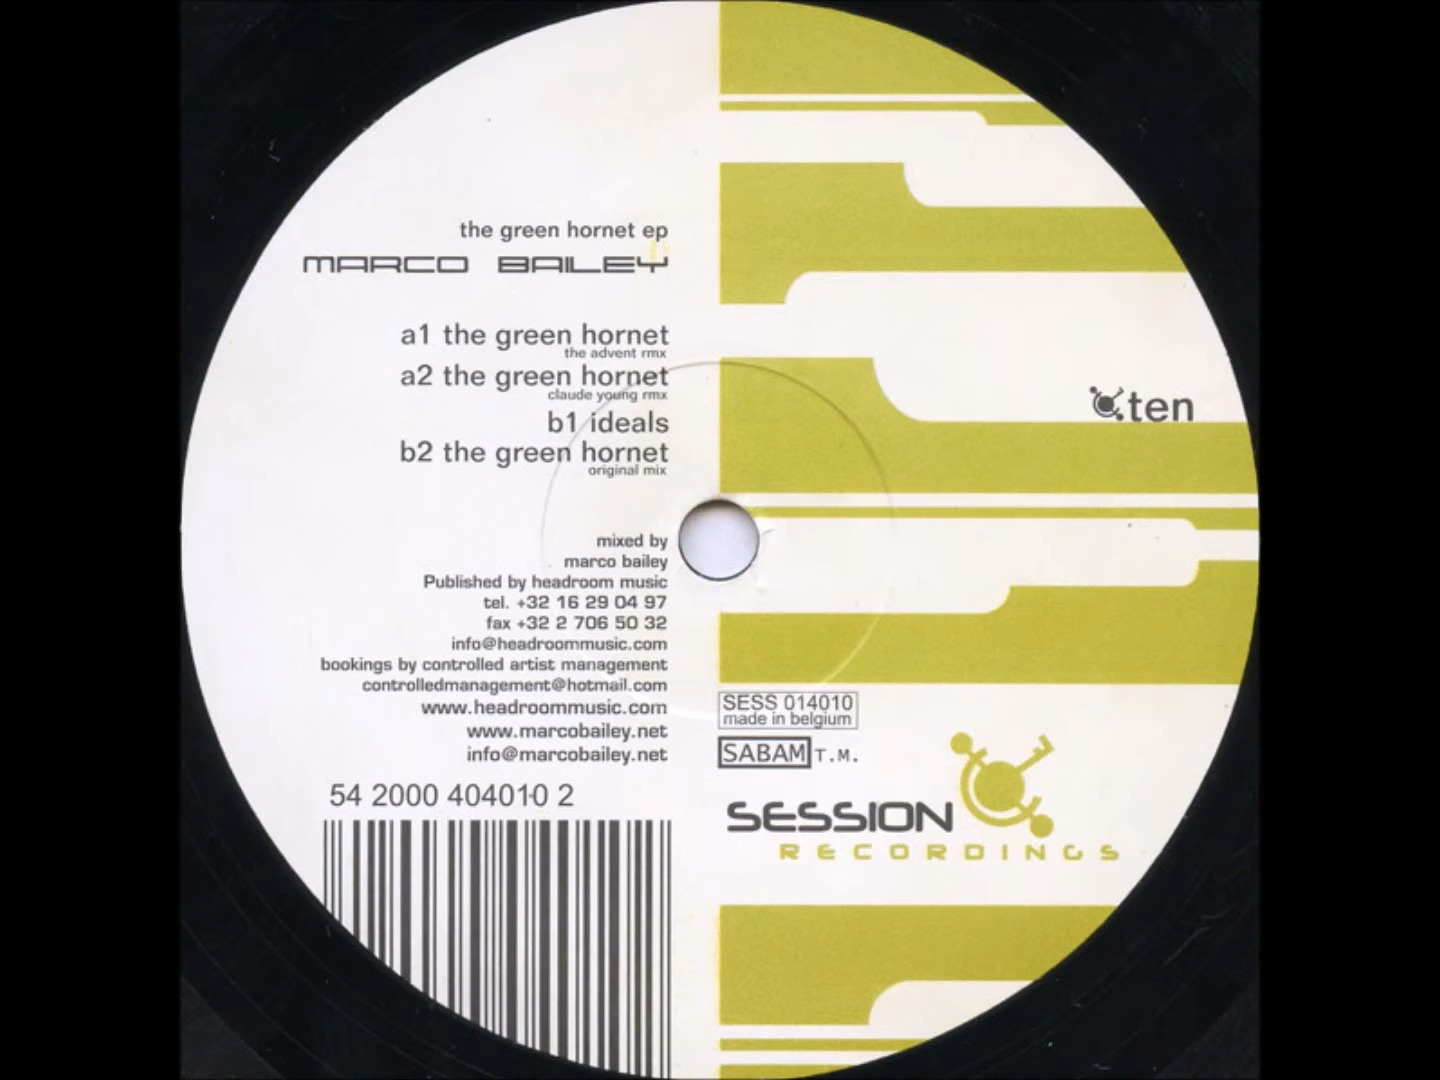 the green hornet ep
MARCO BAILEY
a1 the green hornet
the advent rmx
a2 the green hornet
claude young rmx
b1 ideals
b2 the green hornet
original mix
mixed by
marco bailey
Published by headroom music
tel. +32 16 29 04 97
fax +32 2 706 50 32
info@headroommusic.com
bookings by controlled artist management
controlledmanagement@hotmail.com
www.headroommusic.com
www.marcobailey.net
info@marcobailey.net
54 2000 404010 2
ten
SESS 014010
made in belgium
SABAM T.M.
SESSION
RECORDINGS